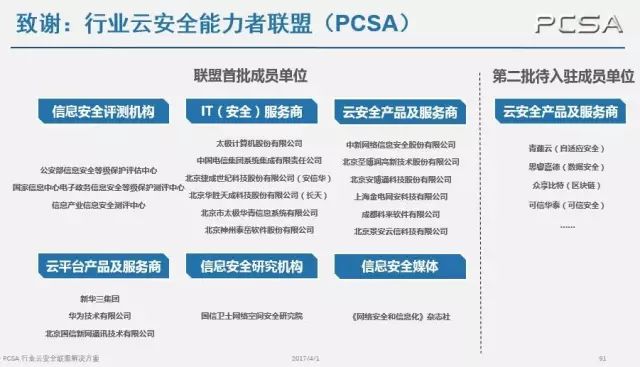 致谢：行业云安全能力者联盟（PCSA）
PCSA
联盟首批成员单位
第二批待入驻成员单位
信息安全评测机构
IT（安全）服务商
云安全产品及服务商
云安全产品及服务商
公安部信息安全等级保护评估中心
国家信息中心电子政务信息安全等级保护测评中心
信息产业信息安全测评中心
太极计算机股份有限公司
中国电信集团系统集成有限责任公司
北京捷成世纪科技股份有限公司（安信华）
北京华胜天成科技股份有限公司（长天）
北京市太极华青信息系统有限公司
北京神州泰岳软件股份有限公司
中新网络信息安全股份有限公司
北京至德润高新技术股份有限公司
北京安博通科技股份有限公司
上海金电网安科技有限公司
成都科来软件有限公司
北京景安云信科技有限公司
青藤云（自适应安全）
思睿嘉德（数据安全）
众享比特（区块链）
可信华泰（可信安全）
......
云平台产品及服务商
信息安全研究机构
信息安全媒体
新华三集团
华为技术有限公司
北京国信新网通讯技术有限公司
国信卫士网络空间安全研究院
《网络安全和信息化》杂志社
PCSA 行业云安全联盟解决方案
2017/4/1
91